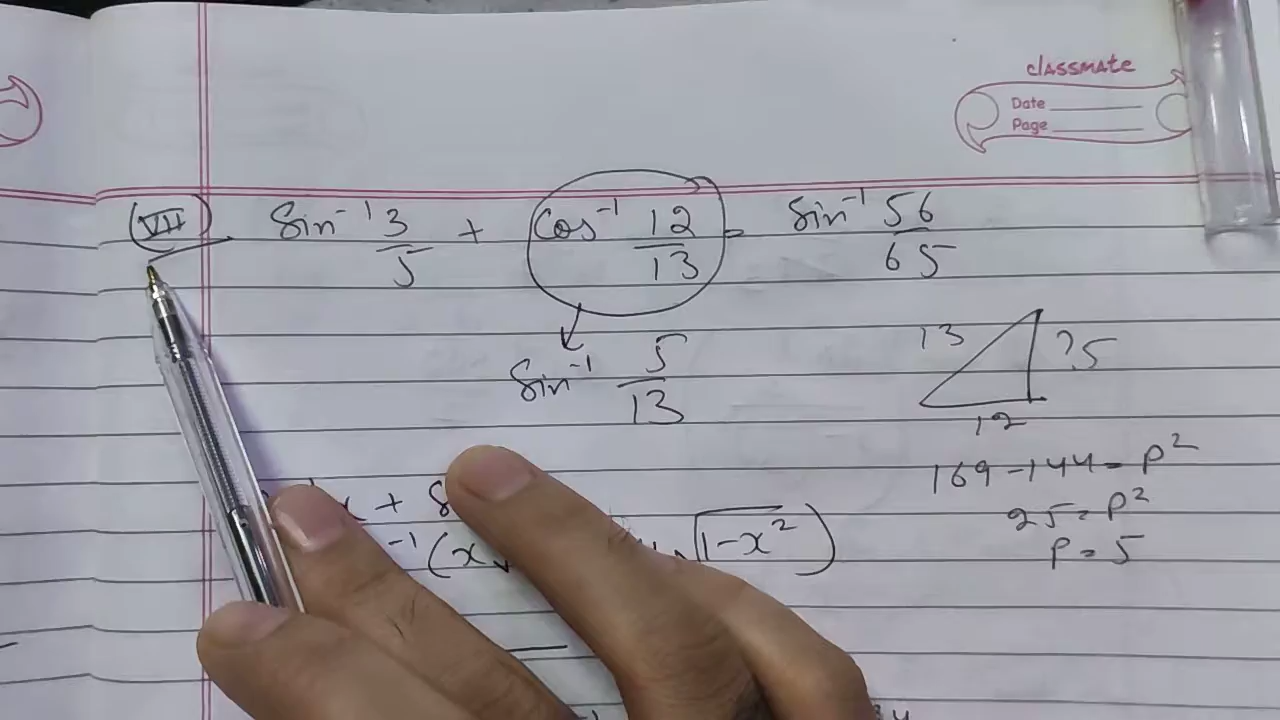 classmate
Date
Page
(VII) Sin⁻¹ 3/5 + Cos⁻¹ 12/13 = Sin⁻¹ 56/65
Sin⁻¹ 5/13
13 ? 5
12
169 - 144 = P²
25 = P²
P = 5
x +
⁻¹ (x √1-x²)